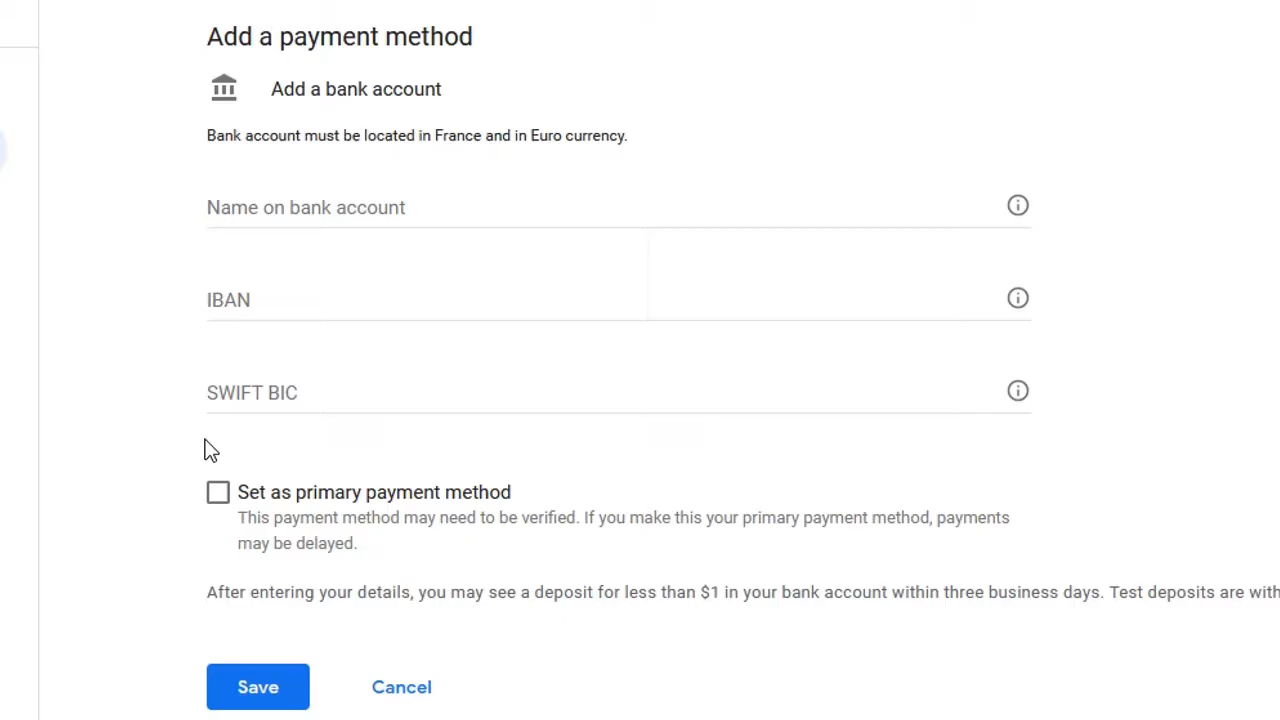 Add a payment method
Add a bank account
Bank account must be located in France and in Euro currency.
Name on bank account
IBAN
SWIFT BIC
Set as primary payment method
This payment method may need to be verified. If you make this your primary payment method, payments
may be delayed.
After entering your details, you may see a deposit for less than $1 in your bank account within three business days. Test deposits are with
Save
Cancel